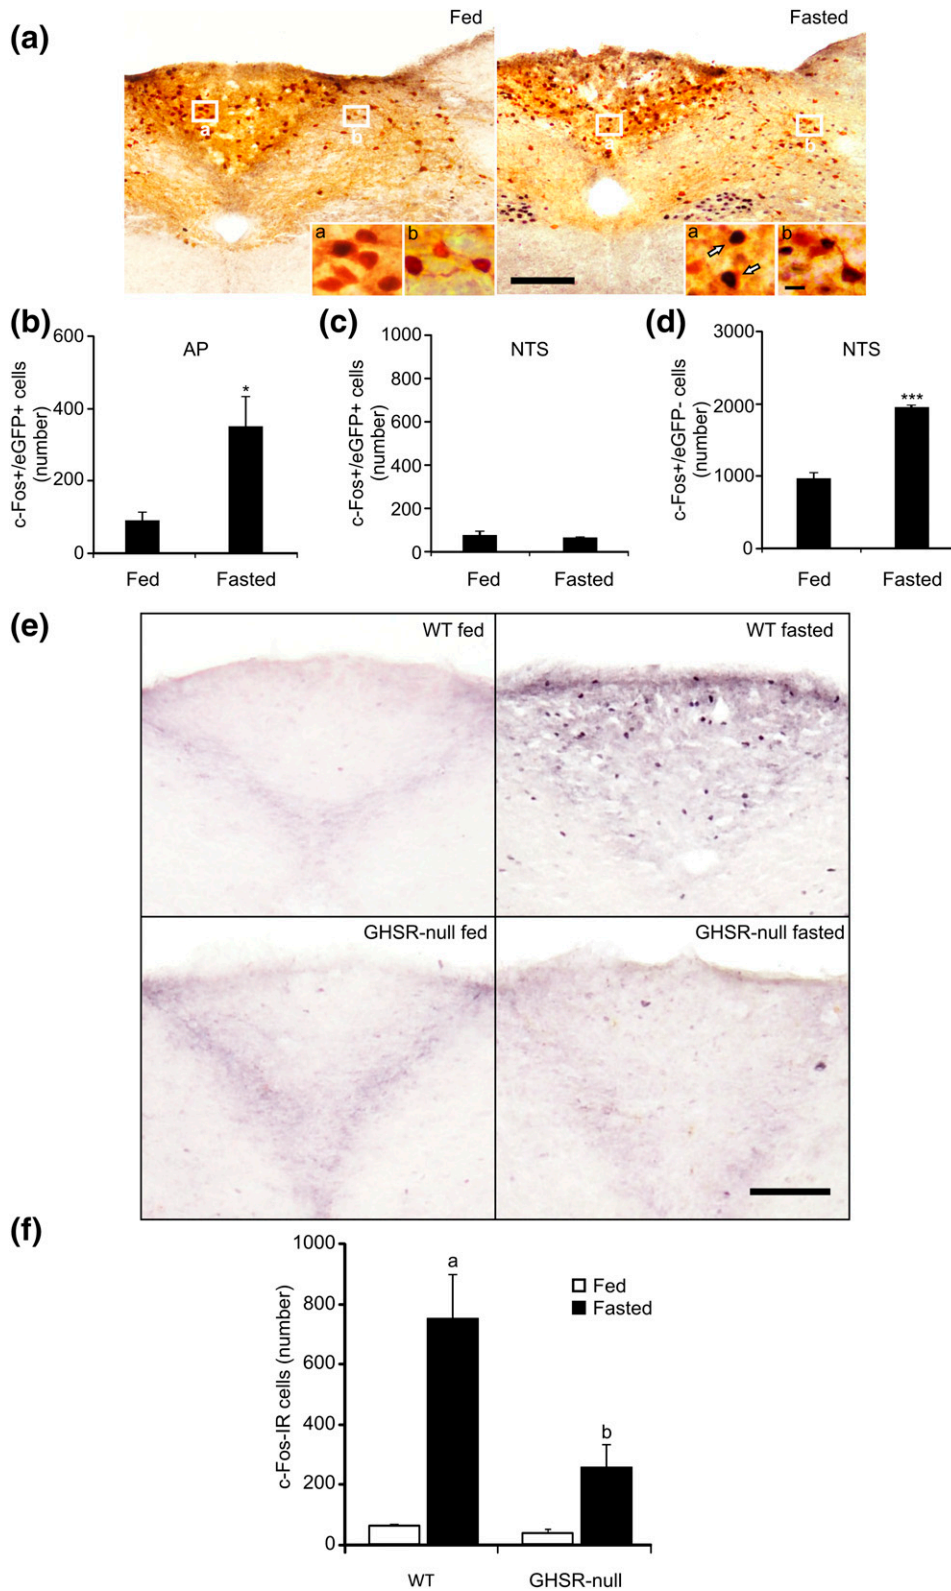 (a)
Fed
Fasted
a
b
a
b
a
b
a
b
(b)
(c)
(d)
600
400
200
0
c-Fos+/eGFP+ cells
(number)
AP
*
Fed
Fasted
1000
800
600
400
200
0
c-Fos+/eGFP+ cells
(number)
NTS
Fed
Fasted
3000
2000
1000
0
c-Fos+/eGFP- cells
(number)
NTS
***
Fed
Fasted
(e)
WT fed
WT fasted
GHSR-null fed
GHSR-null fasted
(f)
1000
800
600
400
200
0
c-Fos-IR cells (number)
a
b
Fed
Fasted
WT
GHSR-null